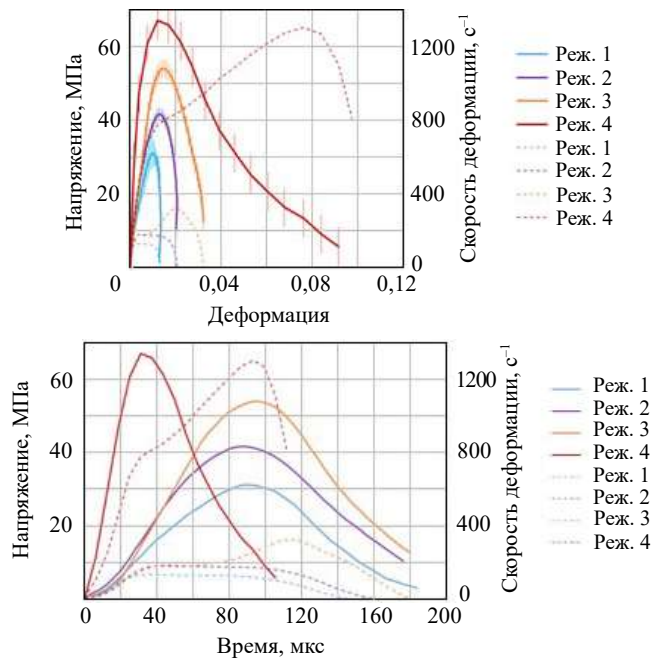 Напряжение, МПа
60
40
20
0
0,04
0,08
0,12
Деформация
1200
800
400
0
Скорость деформации, с⁻¹
Реж. 1
Реж. 2
Реж. 3
Реж. 4
Реж. 1
Реж. 2
Реж. 3
Реж. 4
Напряжение, МПа
60
40
20
0
40
80
120
160
200
Время, мкс
1200
800
400
0
Скорость деформации, с⁻¹
Реж. 1
Реж. 2
Реж. 3
Реж. 4
Реж. 1
Реж. 2
Реж. 3
Реж. 4